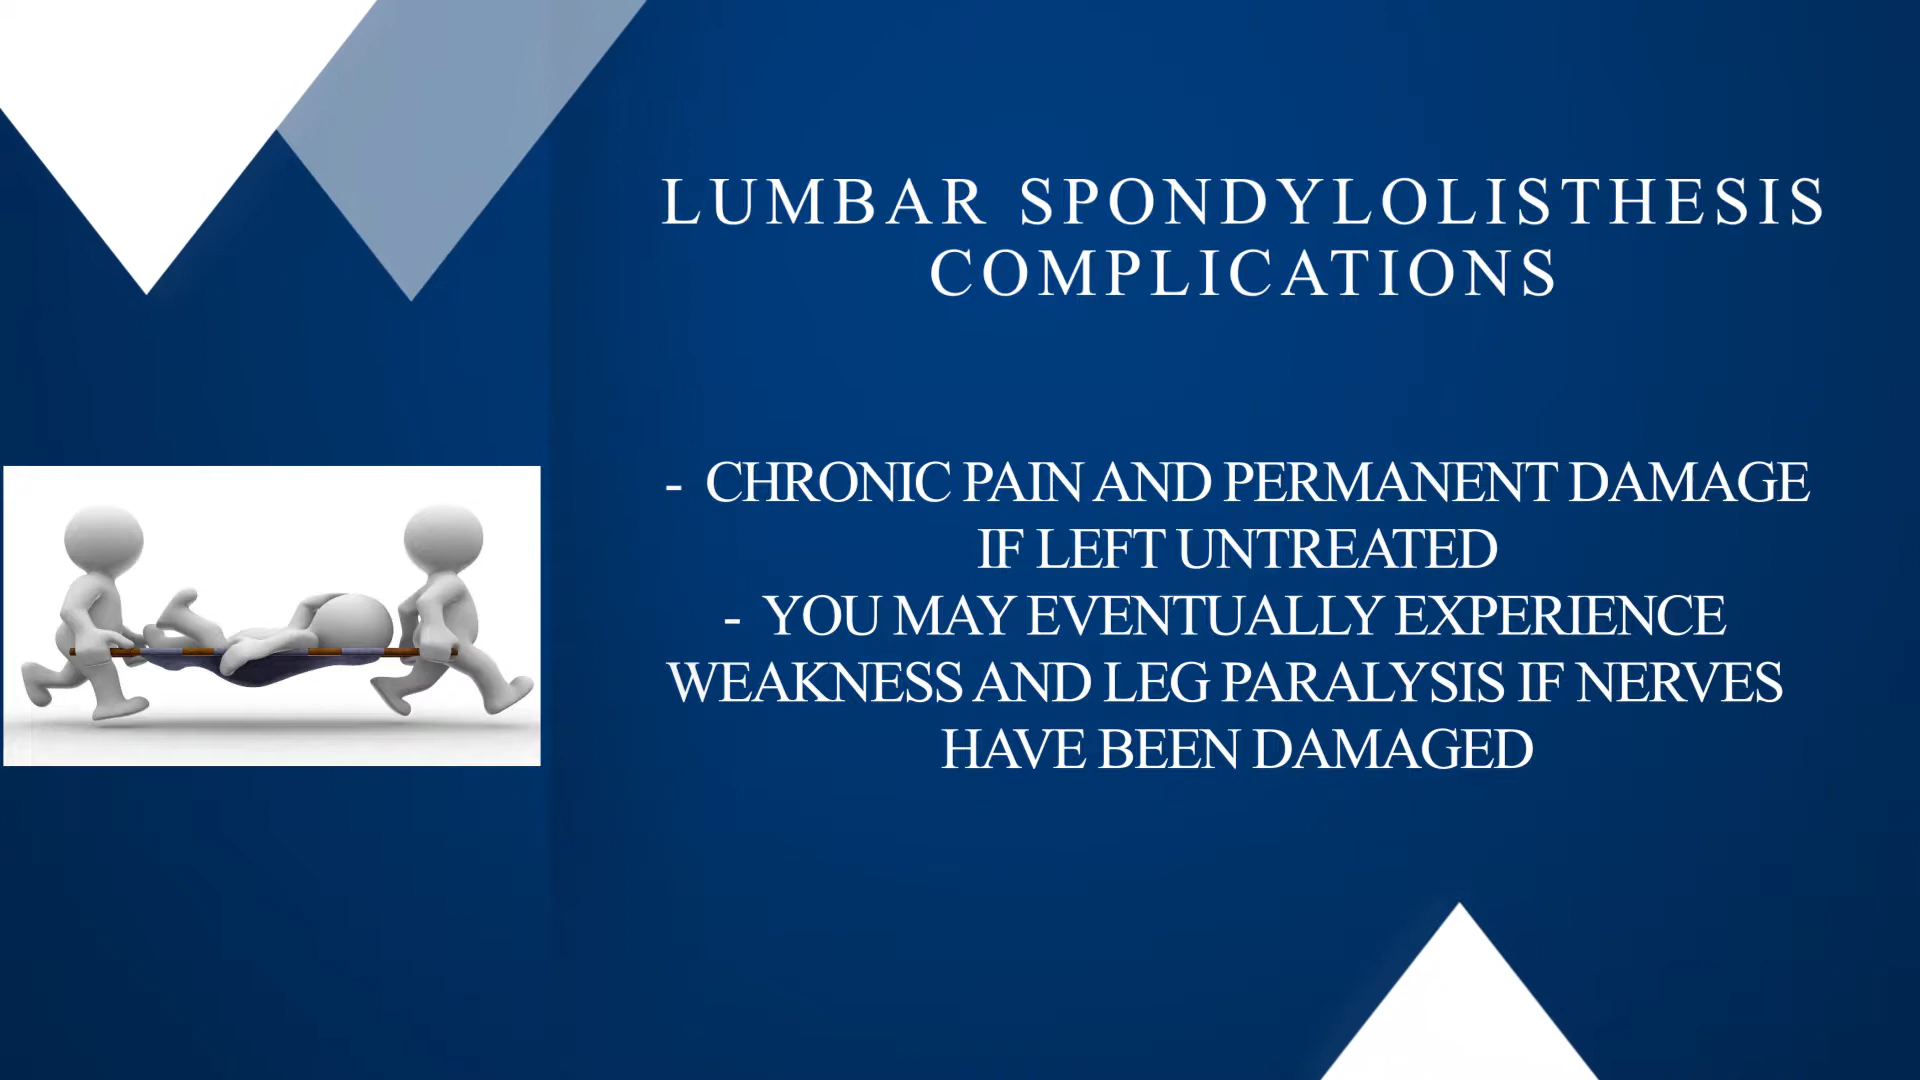 LUMBAR SPONDYLOLISTHESIS
COMPLICATIONS
- CHRONIC PAIN AND PERMANENT DAMAGE
IF LEFT UNTREATED
- YOU MAY EVENTUALLY EXPERIENCE
WEAKNESS AND LEG PARALYSIS IF NERVES
HAVE BEEN DAMAGED